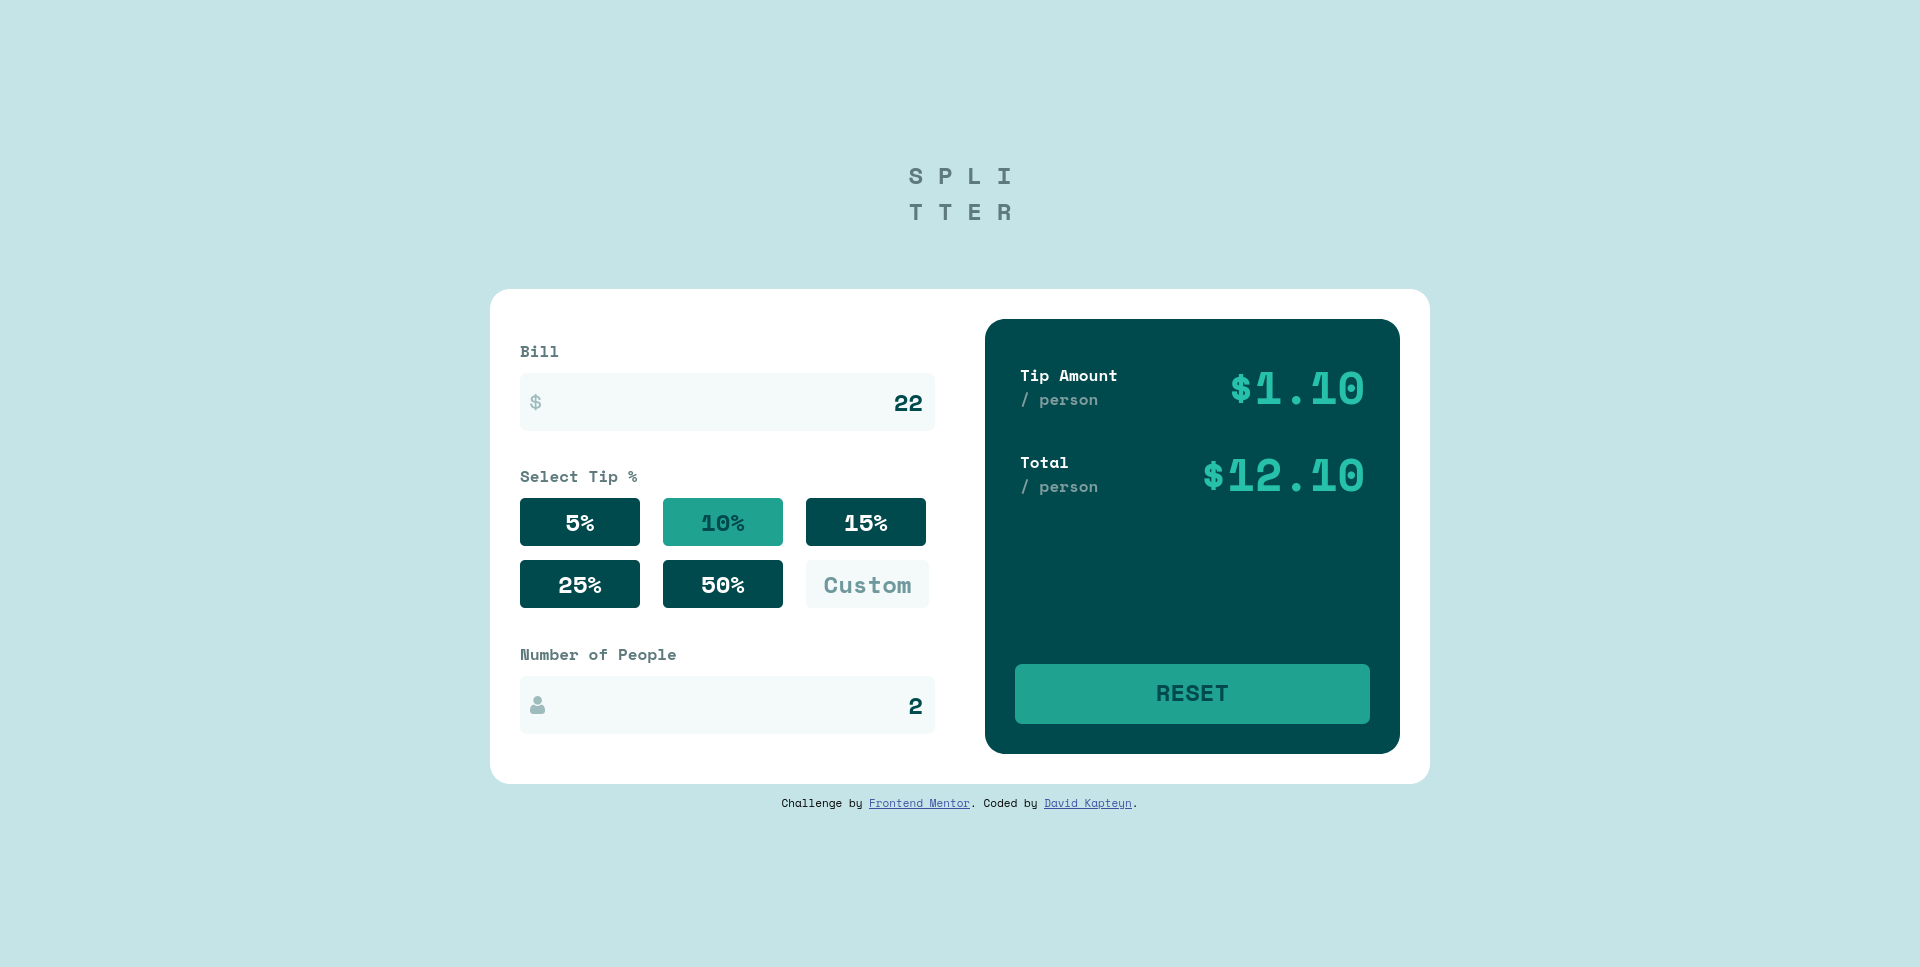 S P L I
T T E R
Bill
$
22
Select Tip %
5%
10%
15%
25%
50%
Custom
Number of People
2
Tip Amount
/ person
$1.10
Total
/ person
$12.10
RESET
Challenge by Frontend Mentor. Coded by David Kapteyn.